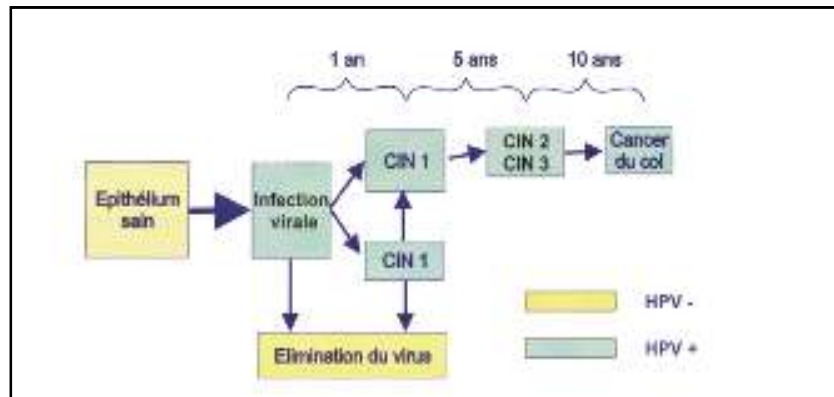 1 an
5 ans
10 ans
CIN 1
CIN 2
CIN 3
Cancer
du col
Epithélium
sain
Infection
virale
CIN 1
HPV -
Elimination du virus
HPV +